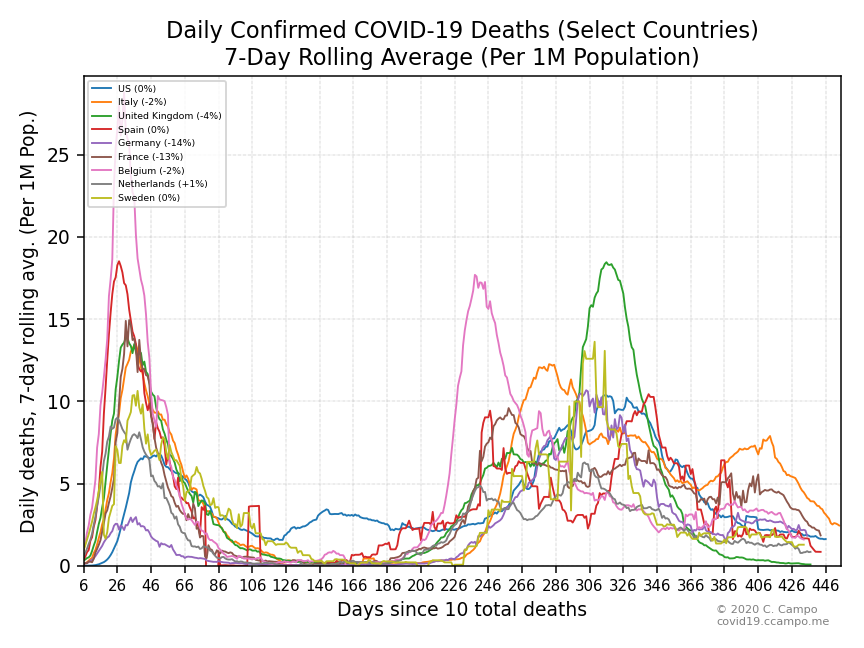 Daily Confirmed COVID-19 Deaths (Select Countries)
7-Day Rolling Average (Per 1M Population)
Daily deaths, 7-day rolling avg. (Per 1M Pop.)
US (0%)
Italy (-2%)
United Kingdom (-4%)
Spain (0%)
Germany (-14%)
France (-13%)
Belgium (-2%)
Netherlands (+1%)
Sweden (0%)
25
20
15
10
5
0
6 26 46 66 86 106 126 146 166 186 206 226 246 266 286 306 326 346 366 386 406 426 446
Days since 10 total deaths
© 2020 C. Campo
covid19.ccampo.me